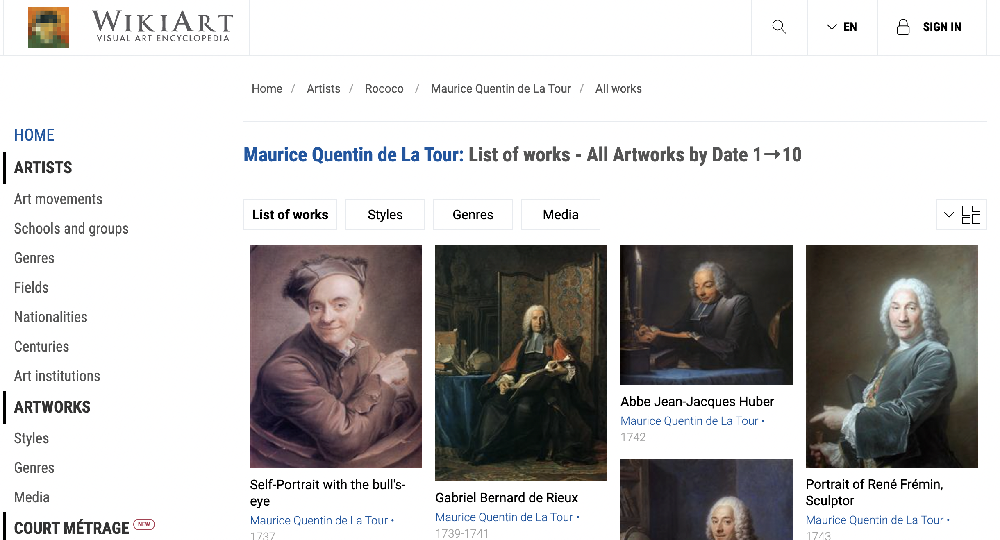 WIKIART
VISUAL ART ENCYCLOPEDIA
EN
SIGN IN
Home / Artists / Rococo / Maurice Quentin de La Tour / All works
HOME
ARTISTS
Art movements
Schools and groups
Genres
Fields
Nationalities
Centuries
Art institutions
ARTWORKS
Styles
Genres
Media
COURT MÉTRAGE NEW
Maurice Quentin de La Tour: List of works - All Artworks by Date 1→10
List of works
Styles
Genres
Media
Self-Portrait with the bull's-
eye
Maurice Quentin de La Tour •
1737
Gabriel Bernard de Rieux
Maurice Quentin de La Tour •
1739-1741
Abbe Jean-Jacques Huber
Maurice Quentin de La Tour •
1742
Portrait of René Frémin,
Sculptor
Maurice Quentin de La Tour •
1743